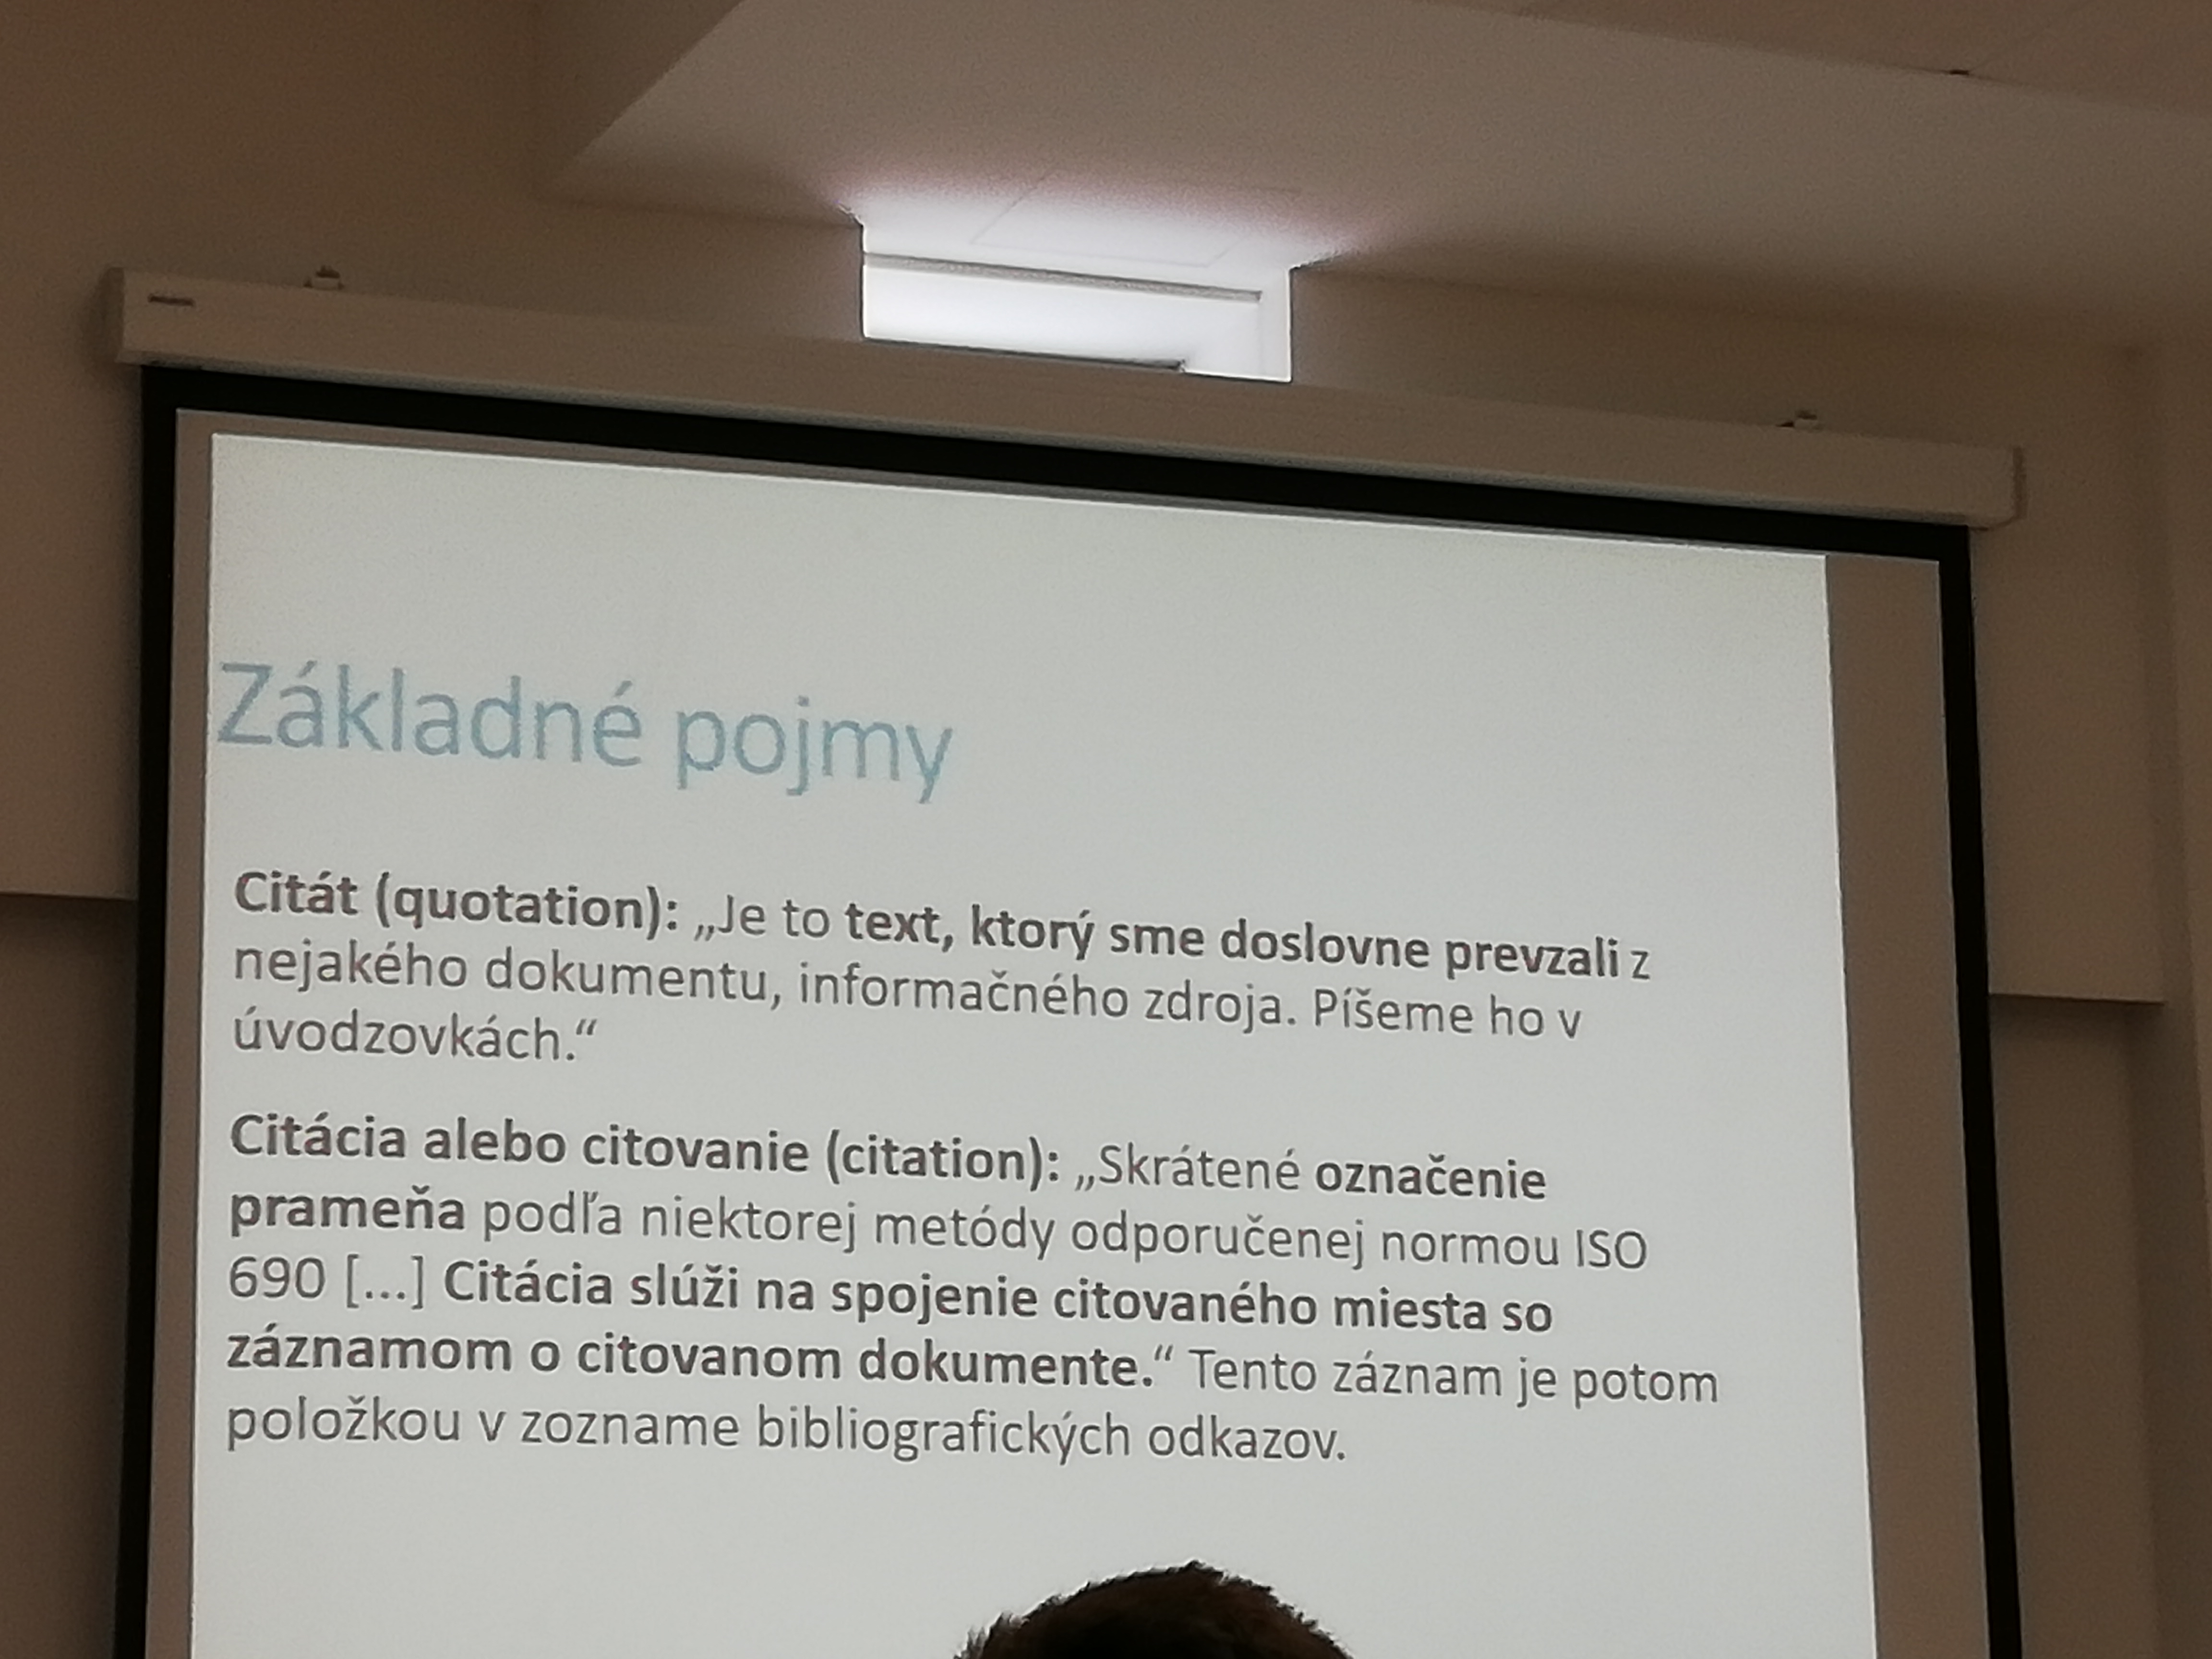 Základné pojmy
Citát (quotation): „Je to text, ktorý sme doslovne prevzali z
nejakého dokumentu, informačného zdroja. Píšeme ho v
úvodzovkách.“
Citácia alebo citovanie (citation): „Skrátené označenie
prameňa podľa niektorej metódy odporučenej normou ISO
690 [...] Citácia slúži na spojenie citovaného miesta so
záznamom o citovanom dokumente.“ Tento záznam je potom
položkou v zozname bibliografických odkazov.